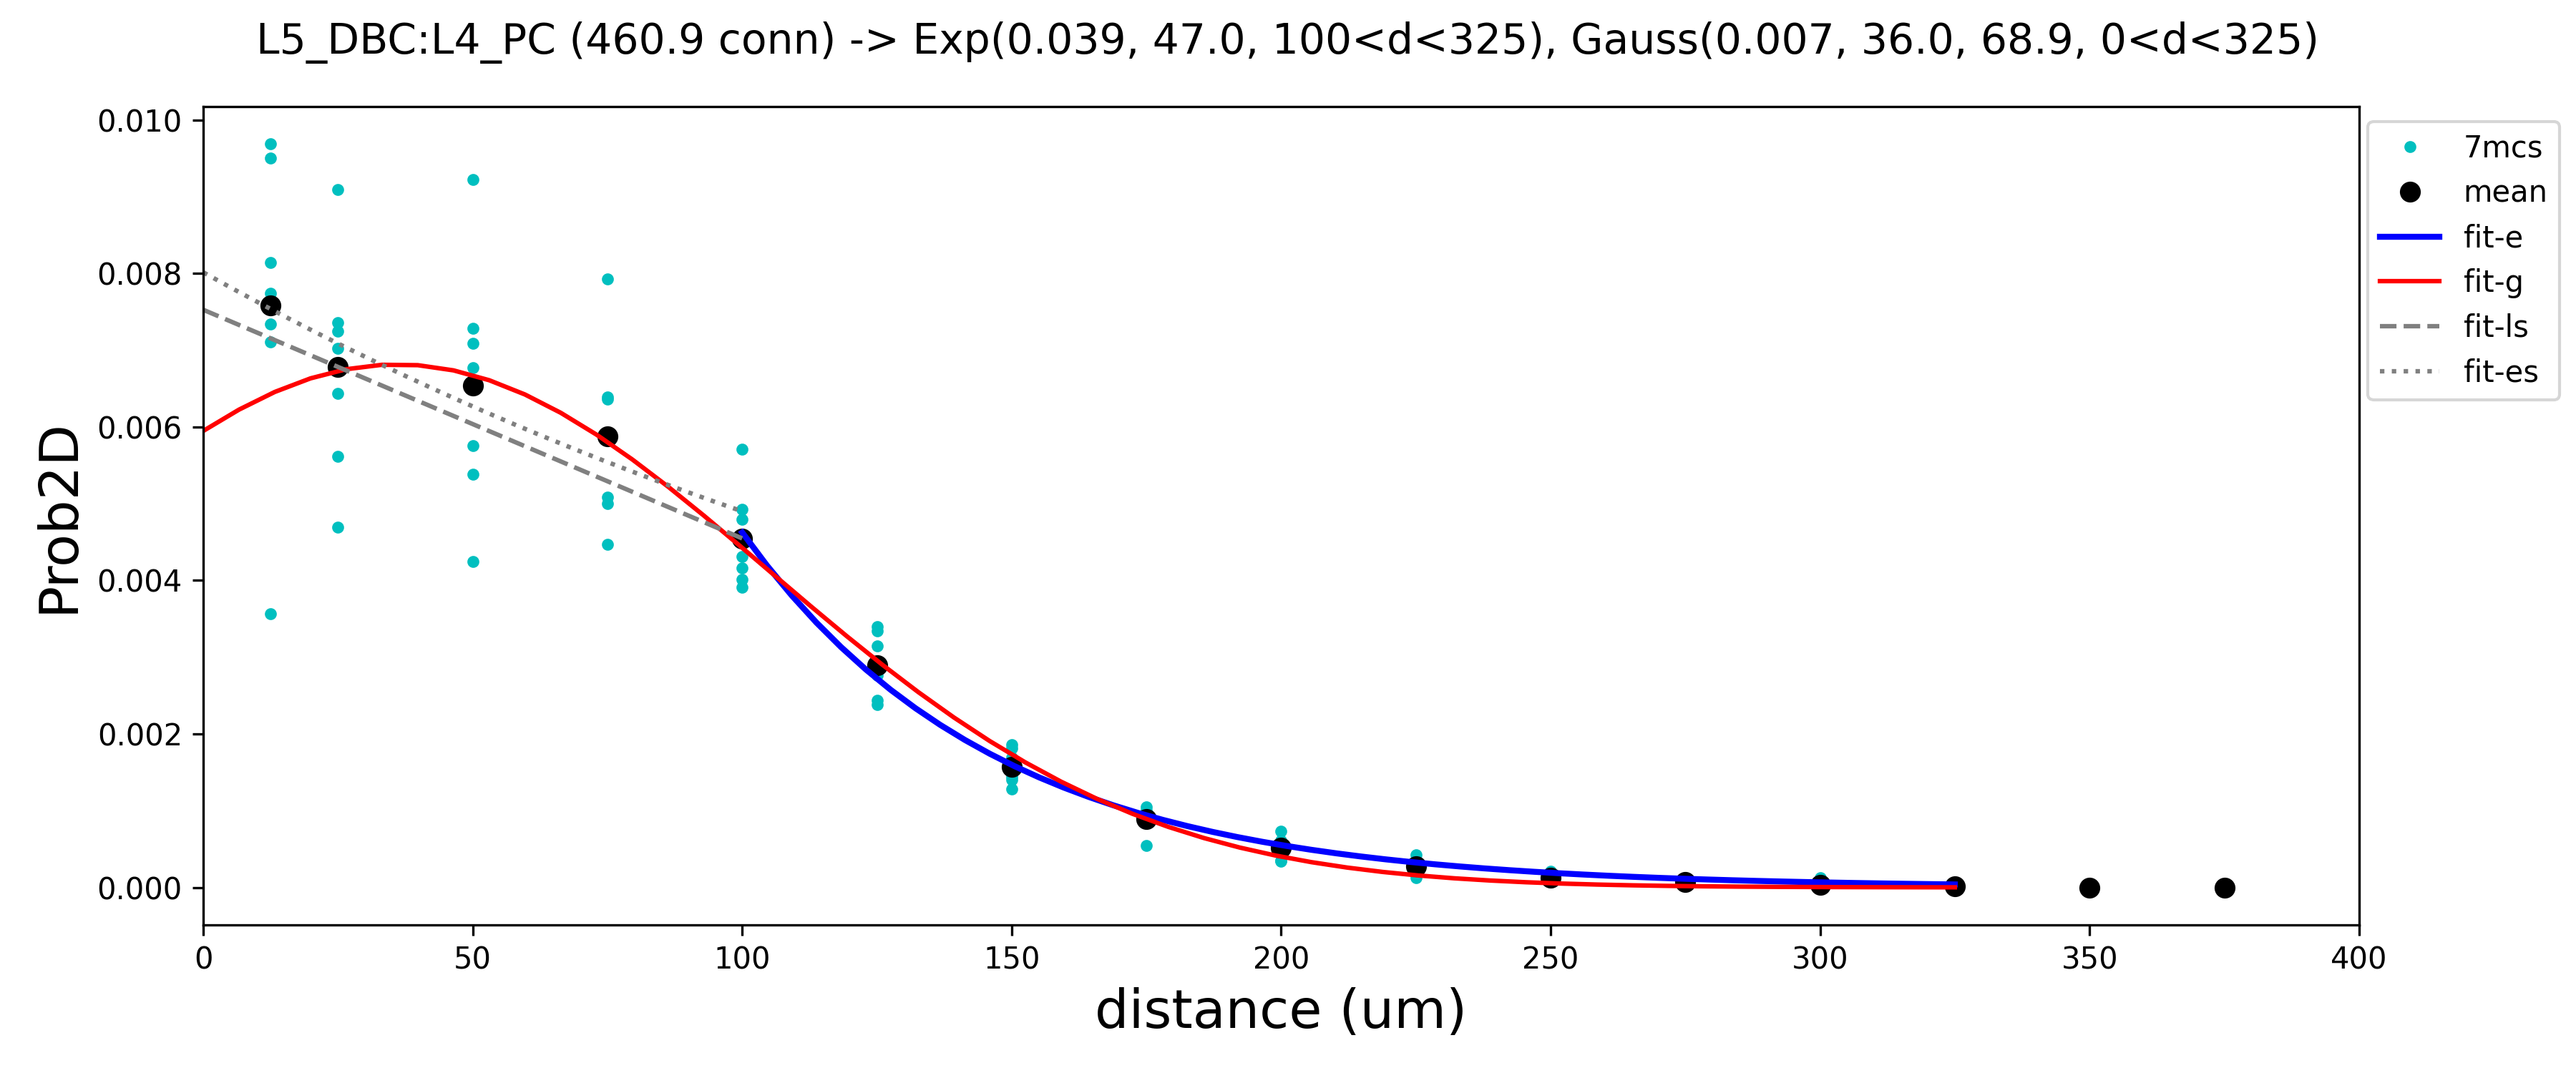 L5_DBC:L4_PC (460.9 conn) -> Exp(0.039, 47.0, 100<d<325), Gauss(0.007, 36.0, 68.9, 0<d<325)
0.010
0.008
0.006
0.004
0.002
0.000
Prob2D
0 50 100 150 200 250 300 350 400
distance (um)
7mcs
mean
fit-e
fit-g
fit-ls
fit-es